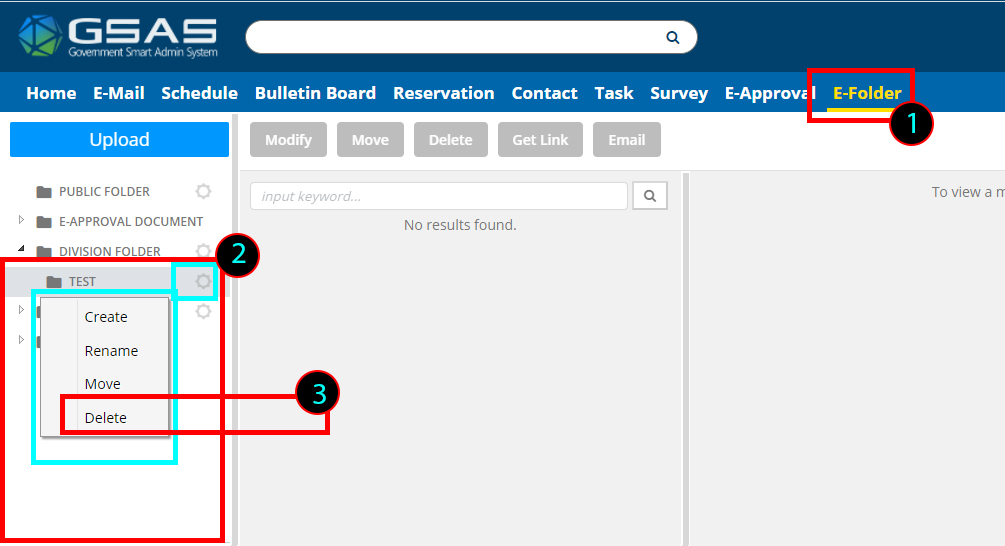 GSAS
Government Smart Admin System
Home E-Mail Schedule Bulletin Board Reservation Contact Task Survey E-Approval E-Folder
1
Upload
Modify Move Delete Get Link Email
PUBLIC FOLDER
input keyword...
To view a m
E-APPROVAL DOCUMENT
No results found.
DIVISION FOLDER
2
TEST
Create
Rename
Move
3
Delete